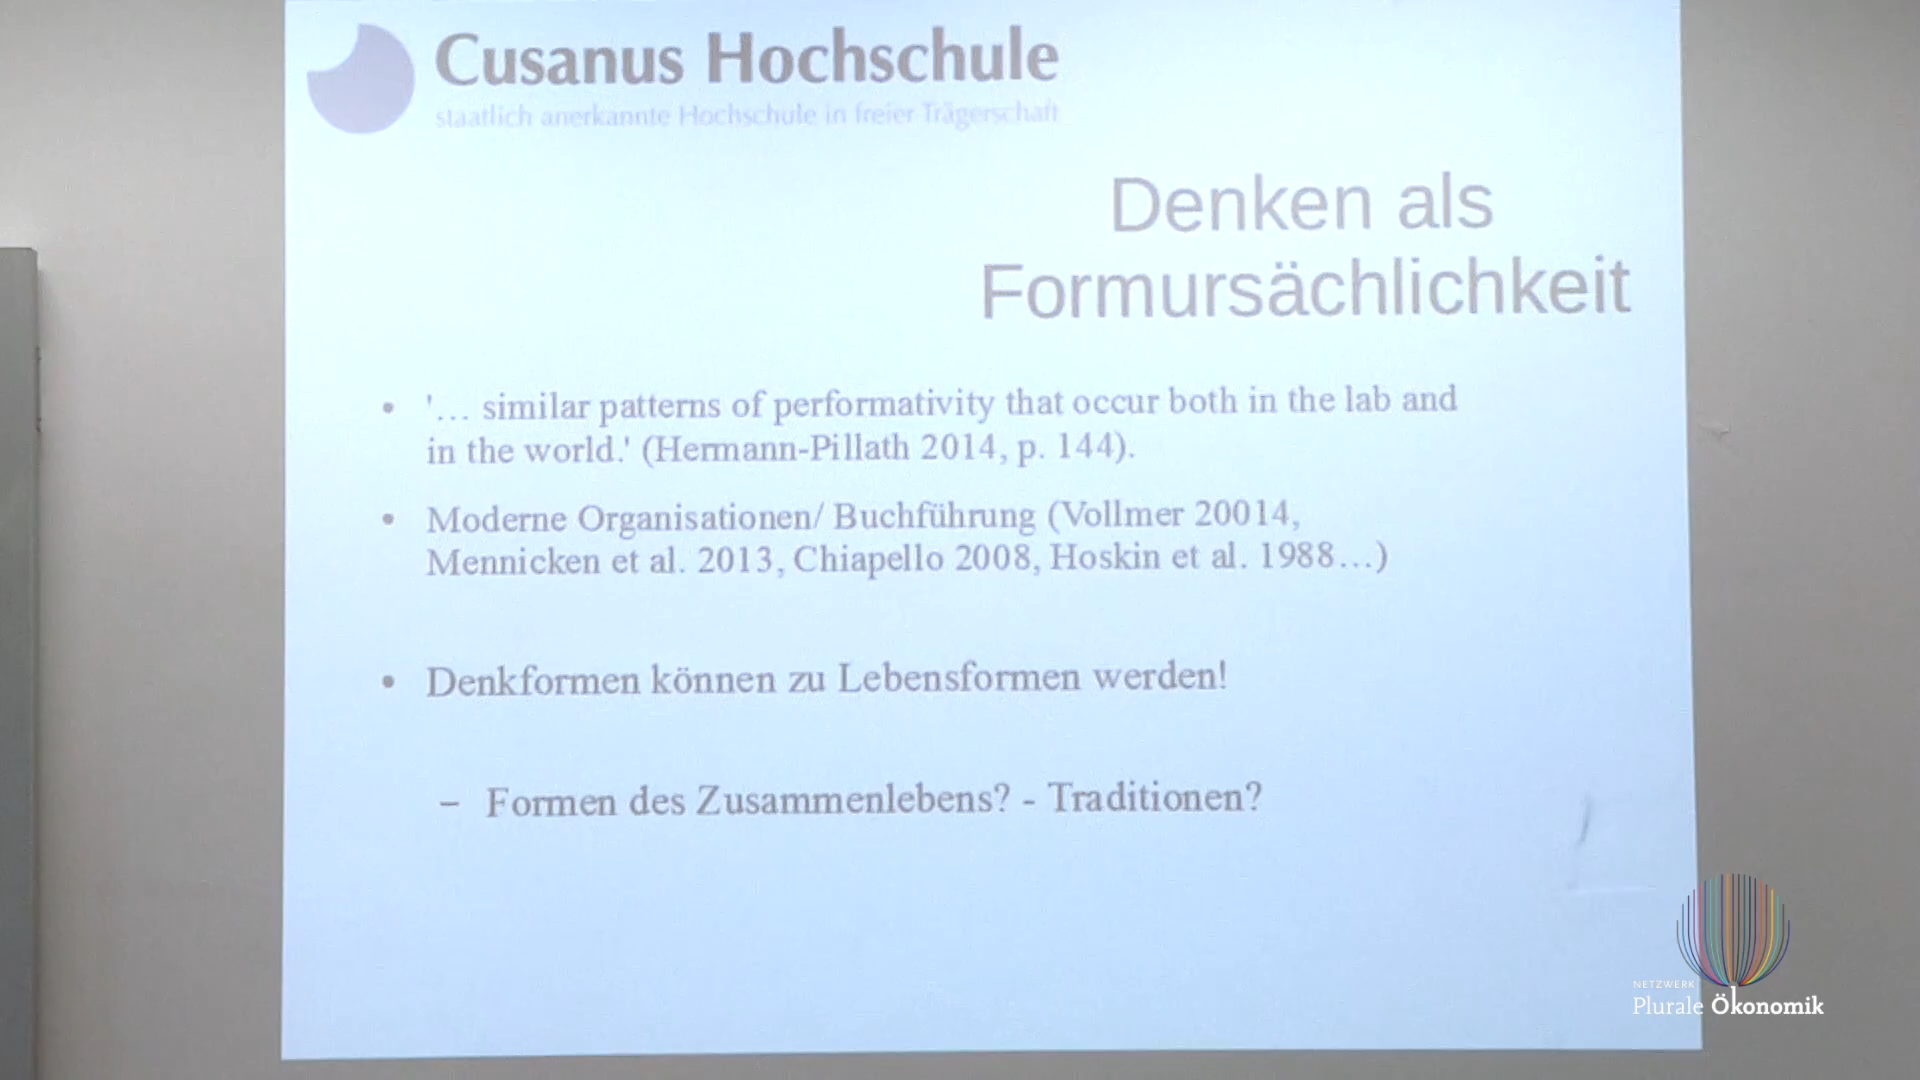 Cusanus Hochschule
staatlich anerkannte Hochschule in freier Trägerschaft
Denken als
Formursächlichkeit
• '… similar patterns of performativity that occur both in the lab and
in the world.' (Hermann-Pillath 2014, p. 144).
• Moderne Organisationen/ Buchführung (Vollmer 20014,
Mennicken et al. 2013, Chiapello 2008, Hoskin et al. 1988…)
• Denkformen können zu Lebensformen werden!
– Formen des Zusammenlebens? - Traditionen?
NETZWERK
Plurale Ökonomik